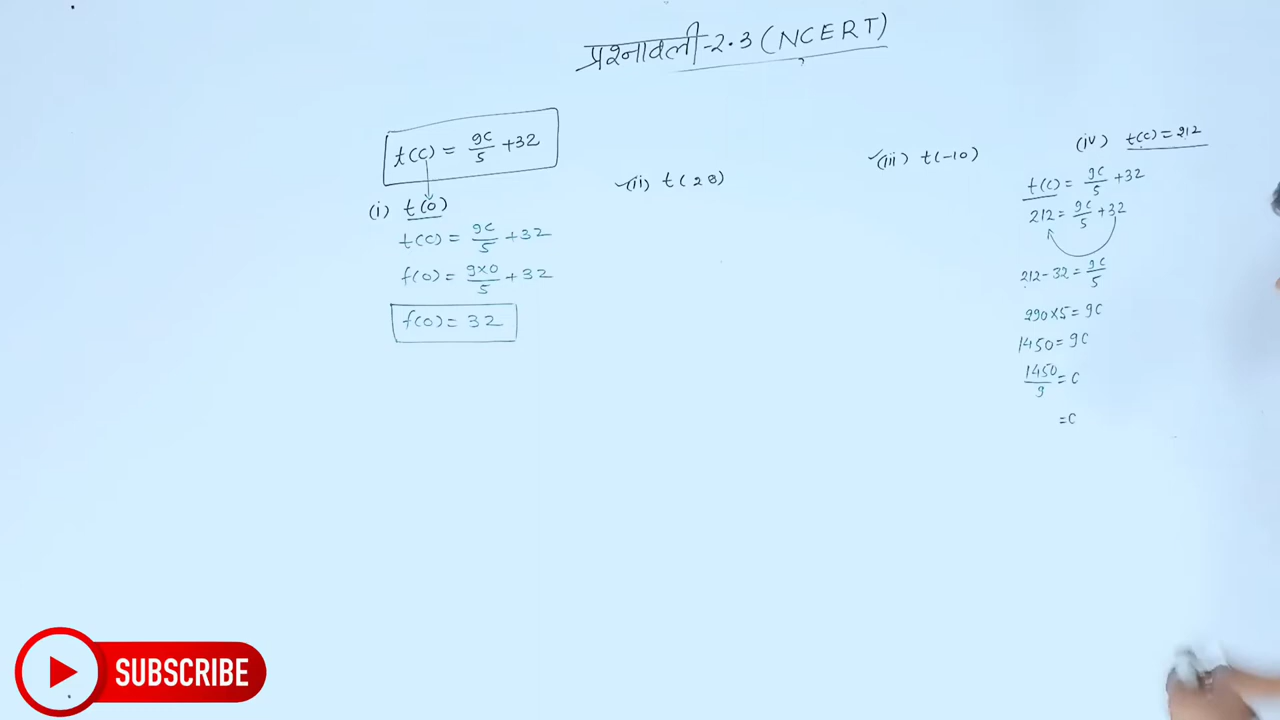 प्रश्नावली-2.3 (NCERT)
t(c) = 9c/5 +32
(i) t(0)
t(c) = 9c/5 +32
f(0) = 9×0/5 +32
f(0) = 32
(ii) t(28)
(iii) t(-10)
(iv) t(c) = 212
t(c) = 9c/5 +32
212 = 9c/5 +32
212-32 = 9c/5
290×5 = 9c
1450 = 9c
1450/9 = c
= c
SUBSCRIBE